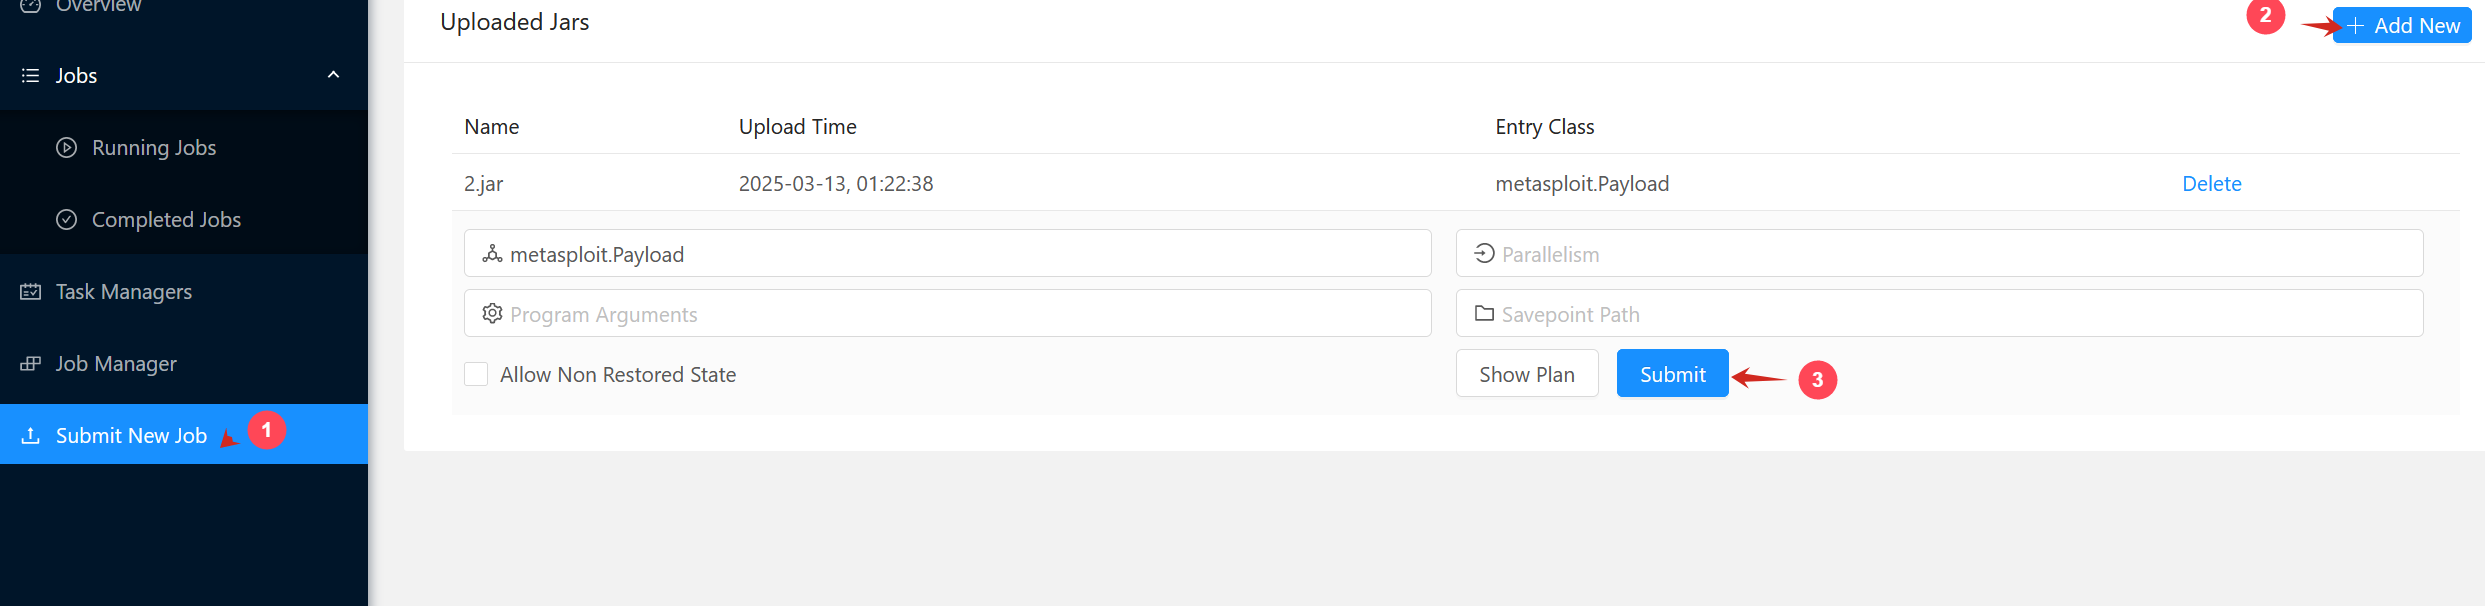 Overview
Jobs
Running Jobs
Completed Jobs
Task Managers
Job Manager
Submit New Job 1
Uploaded Jars
2 + Add New
Name Upload Time Entry Class
2.jar 2025-03-13, 01:22:38 metasploit.Payload Delete
metasploit.Payload Parallelism
Program Arguments Savepoint Path
Allow Non Restored State Show Plan Submit 3